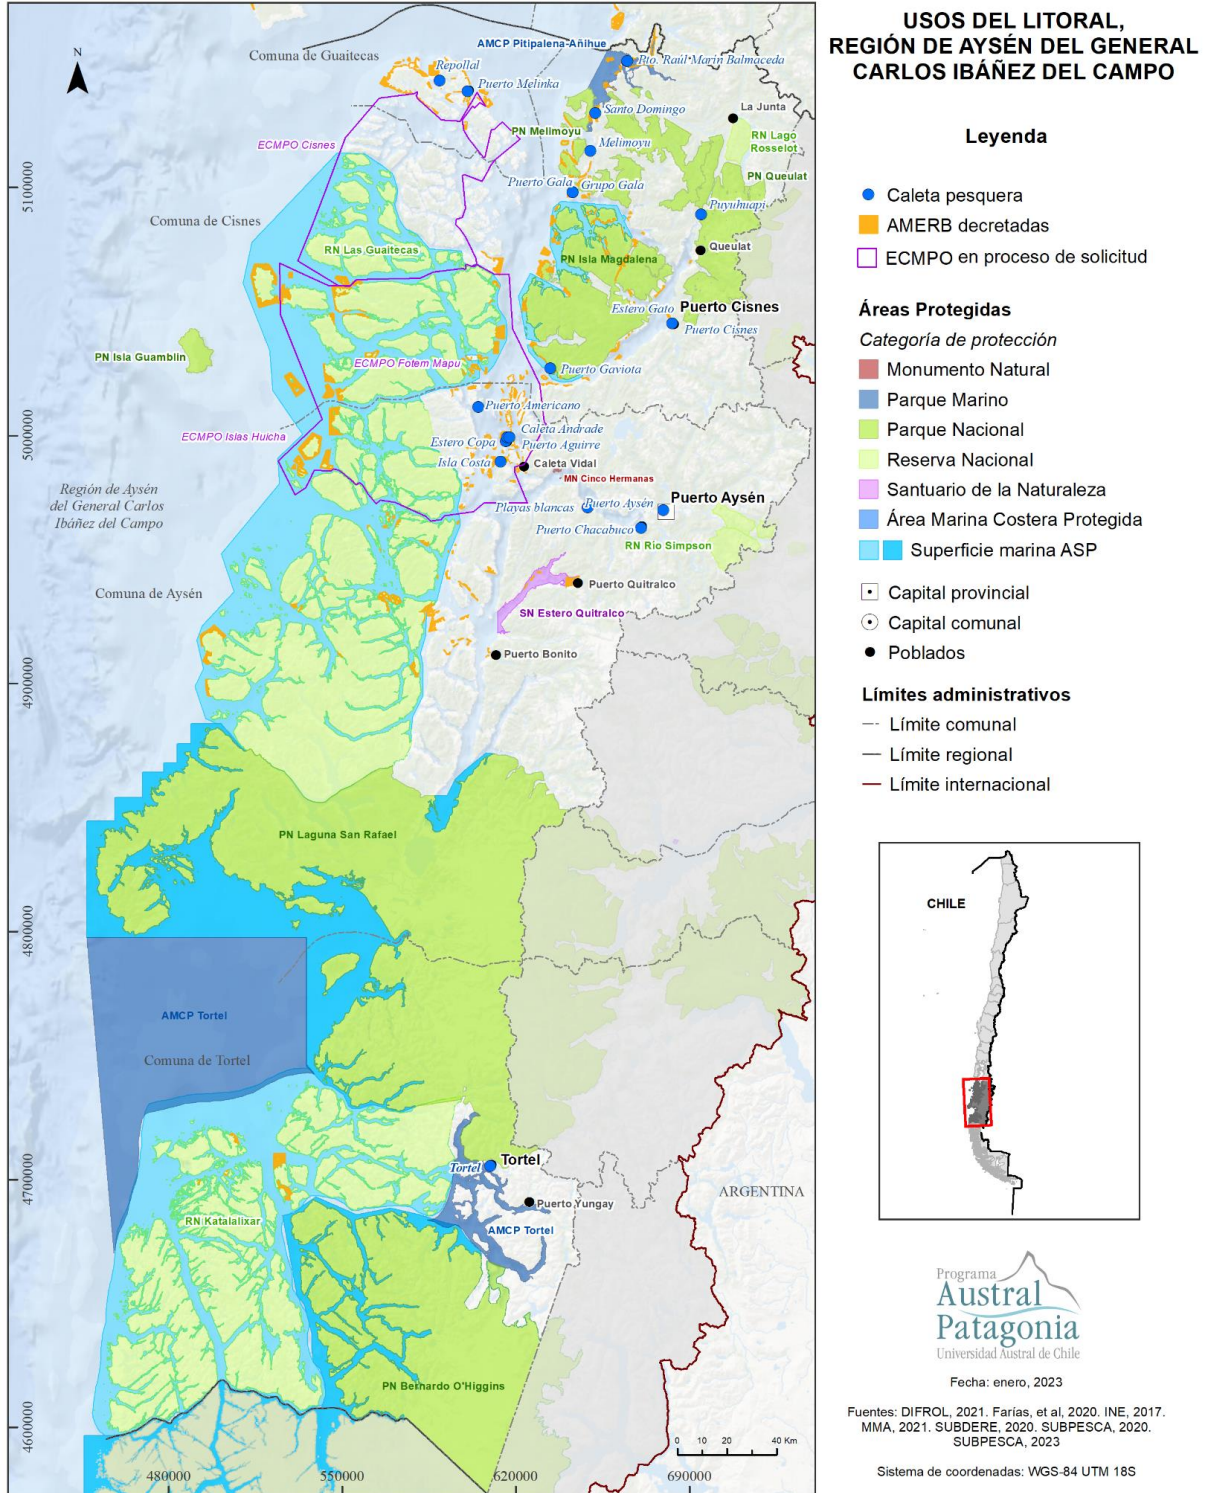 USOS DEL LITORAL,
REGIÓN DE AYSÉN DEL GENERAL
CARLOS IBÁÑEZ DEL CAMPO
Leyenda
Caleta pesquera
AMERB decretadas
ECMPO en proceso de solicitud
Áreas Protegidas
Categoría de protección
Monumento Natural
Parque Marino
Parque Nacional
Reserva Nacional
Santuario de la Naturaleza
Área Marina Costera Protegida
Superficie marina ASP
Capital provincial
Capital comunal
Poblados
Límites administrativos
Límite comunal
Límite regional
Límite internacional
CHILE
Programa
Austral
Patagonia
Universidad Austral de Chile
Fecha: enero, 2023
Fuentes: DIFROL, 2021. Farías, et al, 2020. INE, 2017.
MMA, 2021. SUBDERE, 2020. SUBPESCA, 2020.
SUBPESCA, 2023
Sistema de coordenadas: WGS-84 UTM 18S
N
Comuna de Guaitecas
AMCP Pitipalena-Añihue
Pto. Raúl Marín Balmaceda
Repollal
Puerto Melinka
Santo Domingo
La Junta
PN Melimoyu
RN Lago
Rosselot
ECMPO Cisnes
Melimoyu
PN Queulat
Puerto Gala
Grupo Gala
5100000
Puyuhuapi
Comuna de Cisnes
Queulat
RN Las Guaitecas
PN Isla Magdalena
Estero Gato
Puerto Cisnes
Puerto Cisnes
PN Isla Guamblin
ECMPO Fotem Mapu
Puerto Gaviota
Puerto Americano
5000000
ECMPO Islas Huicha
Caleta Andrade
Estero Copa
Puerto Aguirre
Isla Costa
Caleta Vidal
MN Cinco Hermanas
Región de Aysén
del General Carlos
Ibáñez del Campo
Playas blancas
Puerto Aysén
Puerto Aysén
Puerto Chacabuco
RN Rio Simpson
Comuna de Aysén
Puerto Quitralco
SN Estero Quitralco
Puerto Bonito
4900000
PN Laguna San Rafael
4800000
AMCP Tortel
Comuna de Tortel
Tortel
Tortel
4700000
Puerto Yungay
ARGENTINA
RN Katalalixar
AMCP Tortel
PN Bernardo O'Higgins
4600000
0 10 20 40 Km
480000
550000
620000
690000